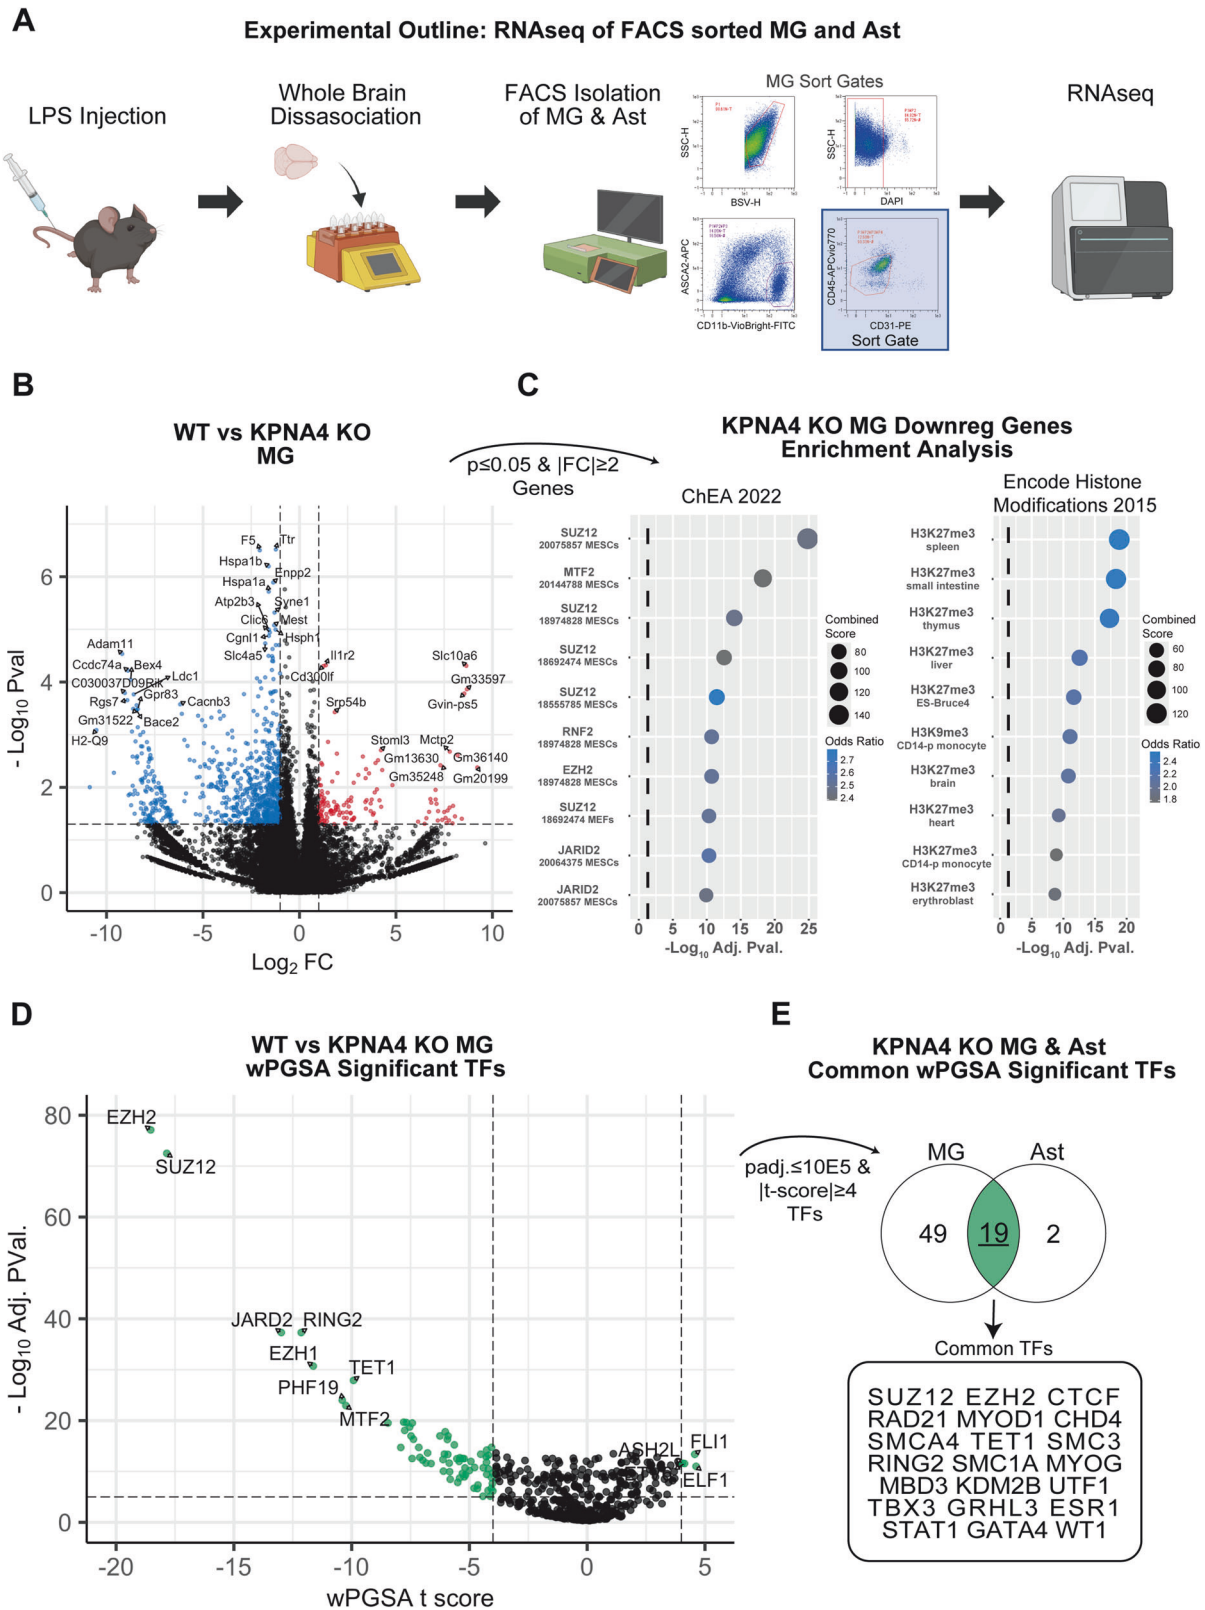 A
Experimental Outline: RNAseq of FACS sorted MG and Ast
LPS Injection
Whole Brain
Dissasociation
FACS Isolation
of MG & Ast
MG Sort Gates
RNAseq
SSC-H
BSV-H
SSC-H
DAPI
ASCA2-APC
CD11b-VioBright-FITC
CD45-APCvio770
CD31-PE
Sort Gate
B
WT vs KPNA4 KO
MG
p≤0.05 & |FC|≥2
Genes
- Log10 Pval
6
4
2
0
-10
-5
0
5
10
Log2 FC
F5
Ttr
Hspa1b
Enpp2
Hspa1a
Atp2b3
Syne1
Clic6
Mest
Cgnl1
Hsph1
Slc4a5
Adam11
Ccdc74a
Bex4
Ldc1
C030037D09Rik
Rgs7
Gpr83
Cacnb3
Gm31522
Bace2
H2-Q9
Il1r2
Cd300lf
Srp54b
Slc10a6
Gm33597
Gvin-ps5
Stoml3
Mctp2
Gm13630
Gm36140
Gm35248
Gm20199
C
KPNA4 KO MG Downreg Genes
Enrichment Analysis
ChEA 2022
SUZ12
20075857 MESCs
MTF2
20144788 MESCs
SUZ12
18974828 MESCs
SUZ12
18692474 MESCs
SUZ12
18555785 MESCs
RNF2
18974828 MESCs
EZH2
18974828 MESCs
SUZ12
18692474 MEFs
JARID2
20064375 MESCs
JARID2
20075857 MESCs
0 5 10 15 20 25
-Log10 Adj. Pval.
Combined
Score
80
100
120
140
Odds Ratio
2.7
2.6
2.5
2.4
Encode Histone
Modifications 2015
H3K27me3
spleen
H3K27me3
small intestine
H3K27me3
thymus
H3K27me3
liver
H3K27me3
ES-Bruce4
H3K9me3
CD14-p monocyte
H3K27me3
brain
H3K27me3
heart
H3K27me3
CD14-p monocyte
H3K27me3
erythroblast
0 5 10 15 20
-Log10 Adj. Pval.
Combined
Score
60
80
100
120
Odds Ratio
2.4
2.2
2.0
1.8
D
WT vs KPNA4 KO MG
wPGSA Significant TFs
- Log10 Adj. PVal.
80
60
40
20
0
-20
-15
-10
-5
0
5
wPGSA t score
EZH2
SUZ12
JARD2
RING2
EZH1
TET1
PHF19
MTF2
ASH2L
FLI1
ELF1
padj.≤10E5 &
|t-score|≥4
TFs
E
KPNA4 KO MG & Ast
Common wPGSA Significant TFs
MG
Ast
49
19
2
Common TFs
SUZ12 EZH2 CTCF
RAD21 MYOD1 CHD4
SMCA4 TET1 SMC3
RING2 SMC1A MYOG
MBD3 KDM2B UTF1
TBX3 GRHL3 ESR1
STAT1 GATA4 WT1